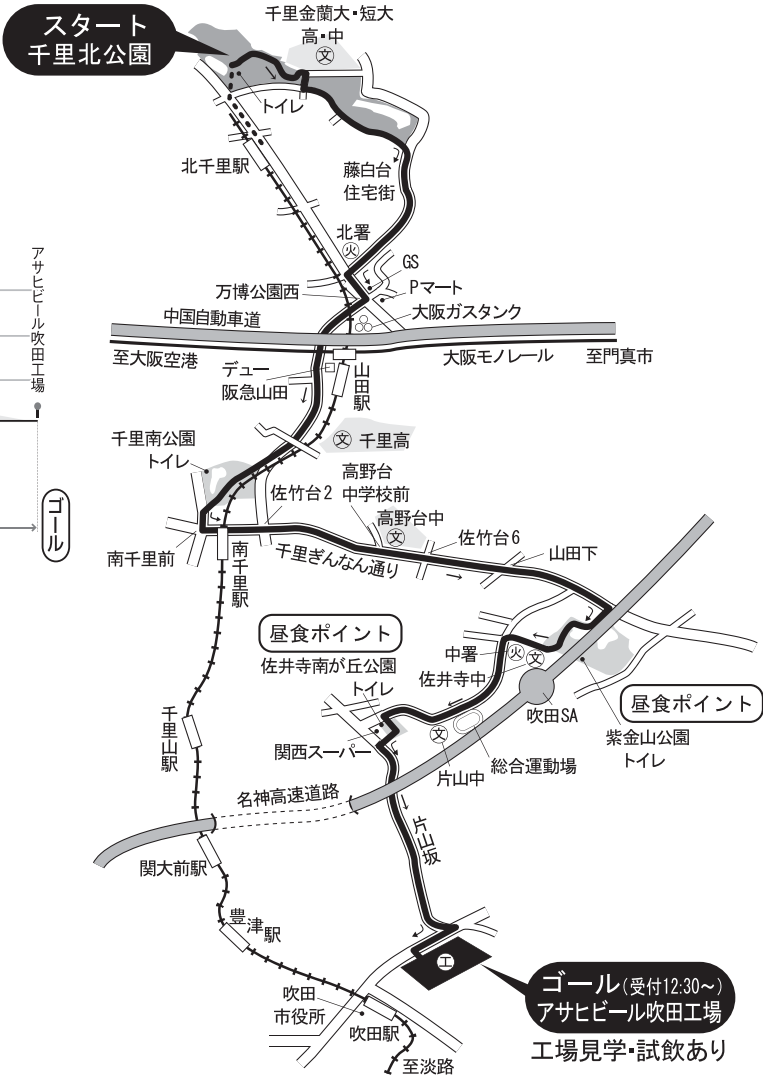 スタート
千里北公園
千里金蘭大・短大
高・中
文
トイレ
北千里駅
藤白台
住宅街
北署
火
GS
Pマート
万博公園西
大阪ガスタンク
中国自動車道
至大阪空港
大阪モノレール
至門真市
デュー
阪急山田
山田駅
アサヒビール吹田工場
ゴール
千里南公園
トイレ
文
千里高
佐竹台2
高野台
中学校前
高野台中
文
佐竹台6
山田下
南千里前
南千里駅
千里ぎんなん通り
昼食ポイント
佐井寺南が丘公園
トイレ
中署
火
文
佐井寺中
吹田SA
昼食ポイント
紫金山公園
トイレ
千里山駅
関西スーパー
文
片山中
総合運動場
名神高速道路
片山坂
関大前駅
豊津駅
工
吹田
市役所
吹田駅
至淡路
ゴール(受付12:30～)
アサヒビール吹田工場
工場見学・試飲あり